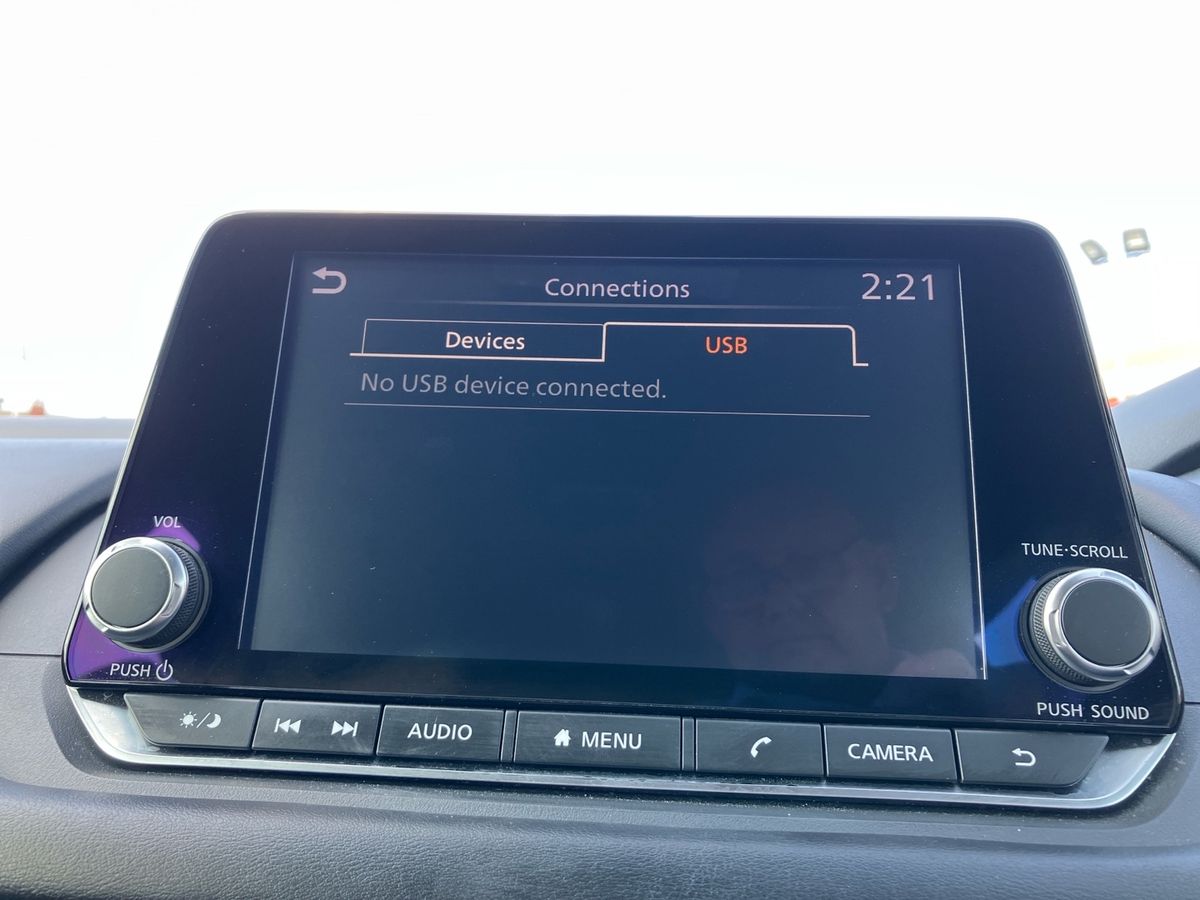 Connections
2:21
Devices
USB
No USB device connected.
VOL
PUSH
TUNE·SCROLL
PUSH SOUND
AUDIO
MENU
CAMERA